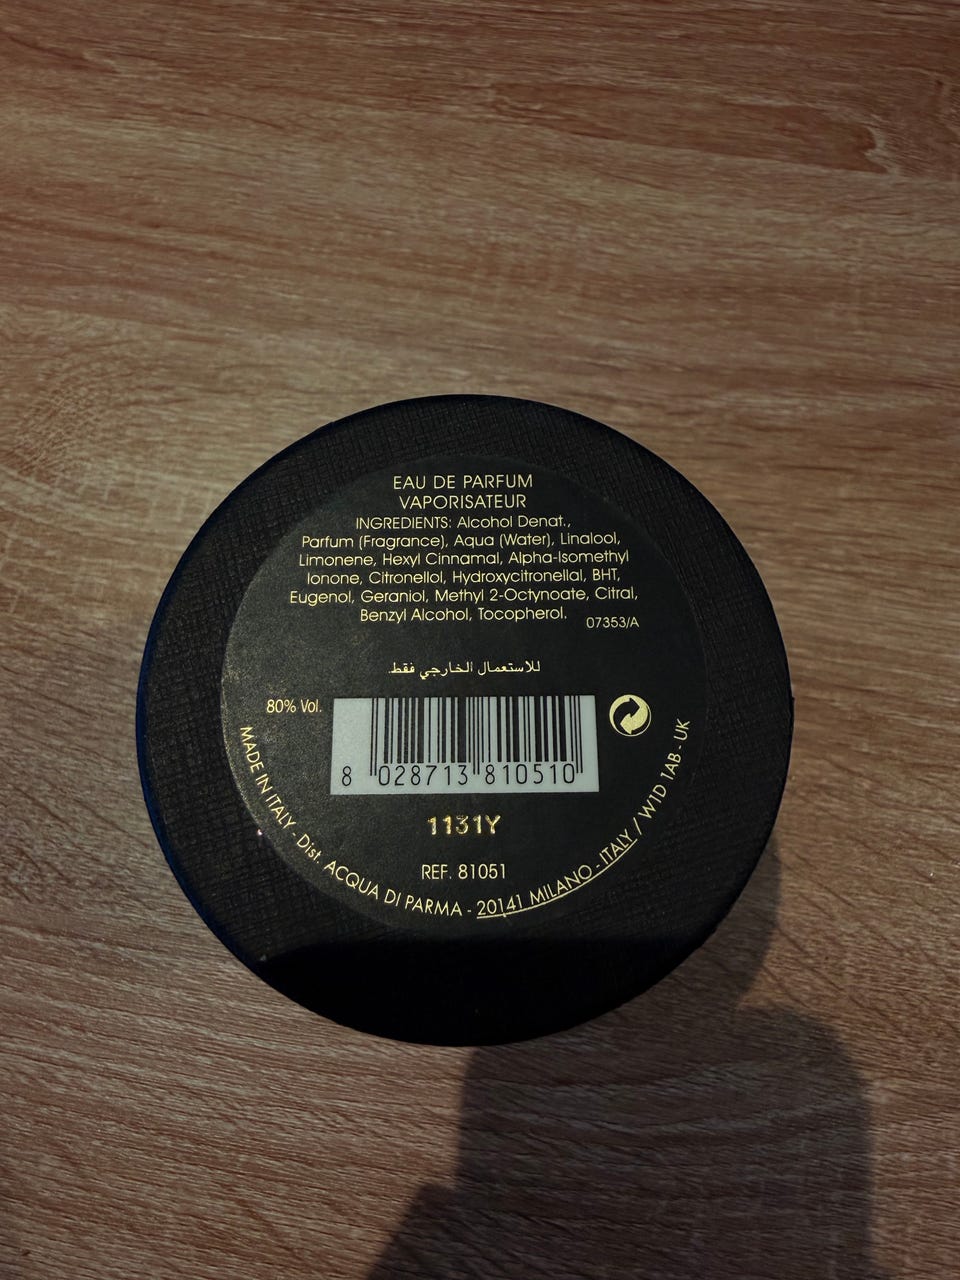 EAU DE PARFUM
VAPORISATEUR
INGREDIENTS: Alcohol Denat.,
Parfum (Fragrance), Aqua (Water), Linalool,
Limonene, Hexyl Cinnamal, Alpha-Isomethyl
Ionone, Citronellol, Hydroxycitronellal, BHT,
Eugenol, Geraniol, Methyl 2-Octynoate, Citral,
Benzyl Alcohol, Tocopherol.
07353/A
للاستعمال الخارجي فقط.
80% Vol.
8 028713 810510
1131Y
REF. 81051
MADE IN ITALY - Dist. ACQUA DI PARMA - 20141 MILANO - ITALY / W1D 1AB - UK